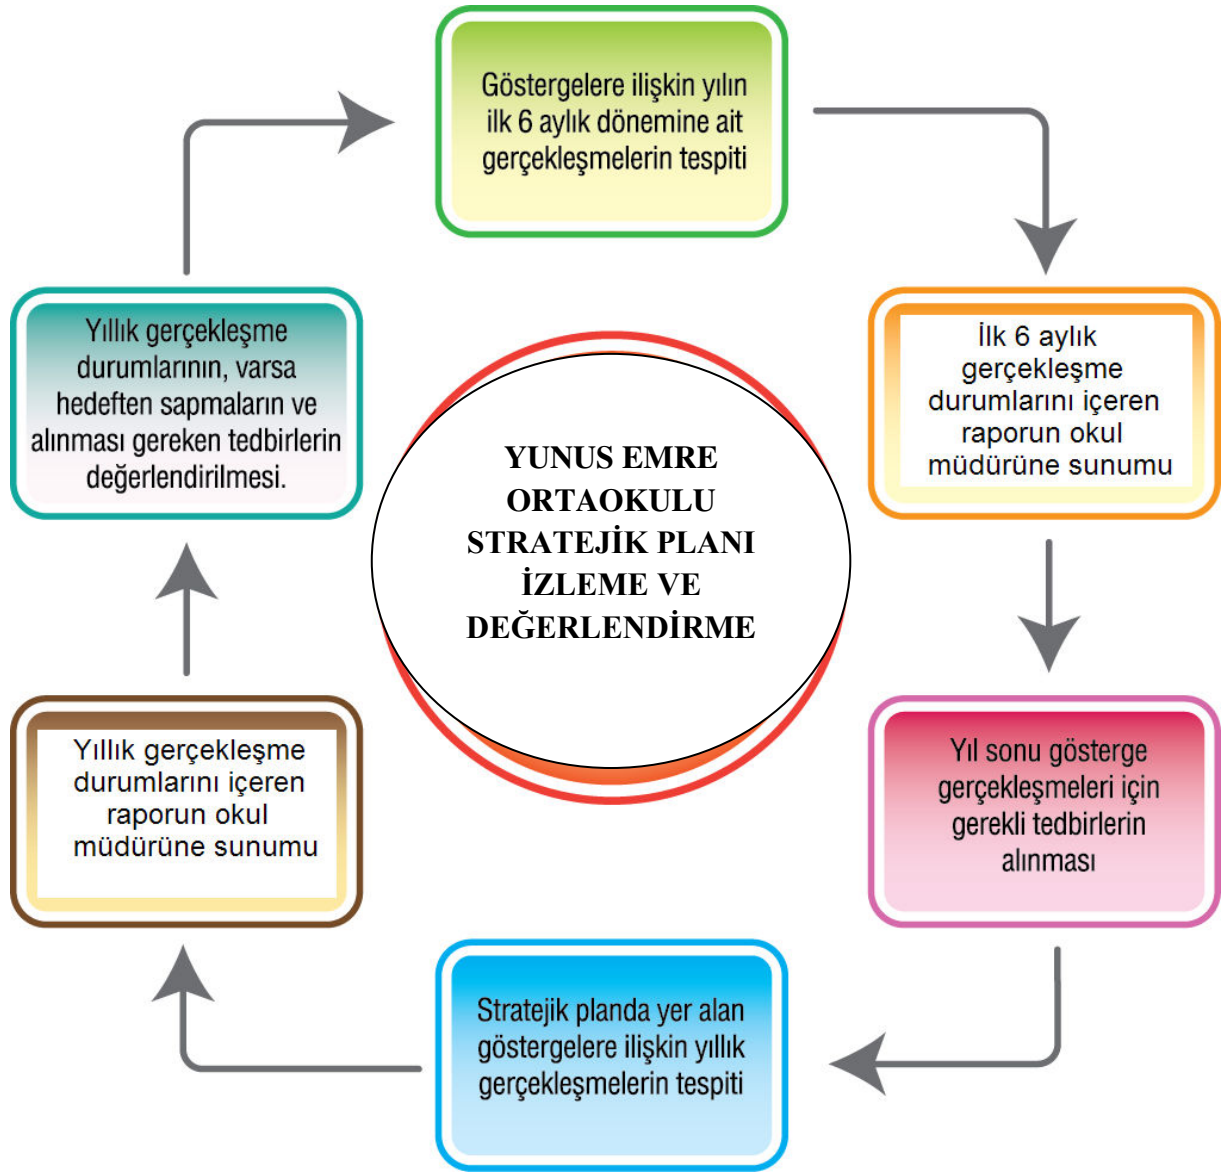 Göstergelere ilişkin yılın
ilk 6 aylık dönemine ait
gerçekleşmelerin tespiti
İlk 6 aylık
gerçekleşme
durumlarını içeren
raporun okul
müdürüne sunumu
Yıl sonu gösterge
gerçekleşmeleri için
gerekli tedbirlerin
alınması
Stratejik planda yer alan
göstergelere ilişkin yıllık
gerçekleşmelerin tespiti
Yıllık gerçekleşme
durumlarını içeren
raporun okul
müdürüne sunumu
Yıllık gerçekleşme
durumlarının, varsa
hedeften sapmaların ve
alınması gereken tedbirlerin
değerlendirilmesi.
YUNUS EMRE
ORTAOKULU
STRATEJİK PLANI
İZLEME VE
DEĞERLENDİRME